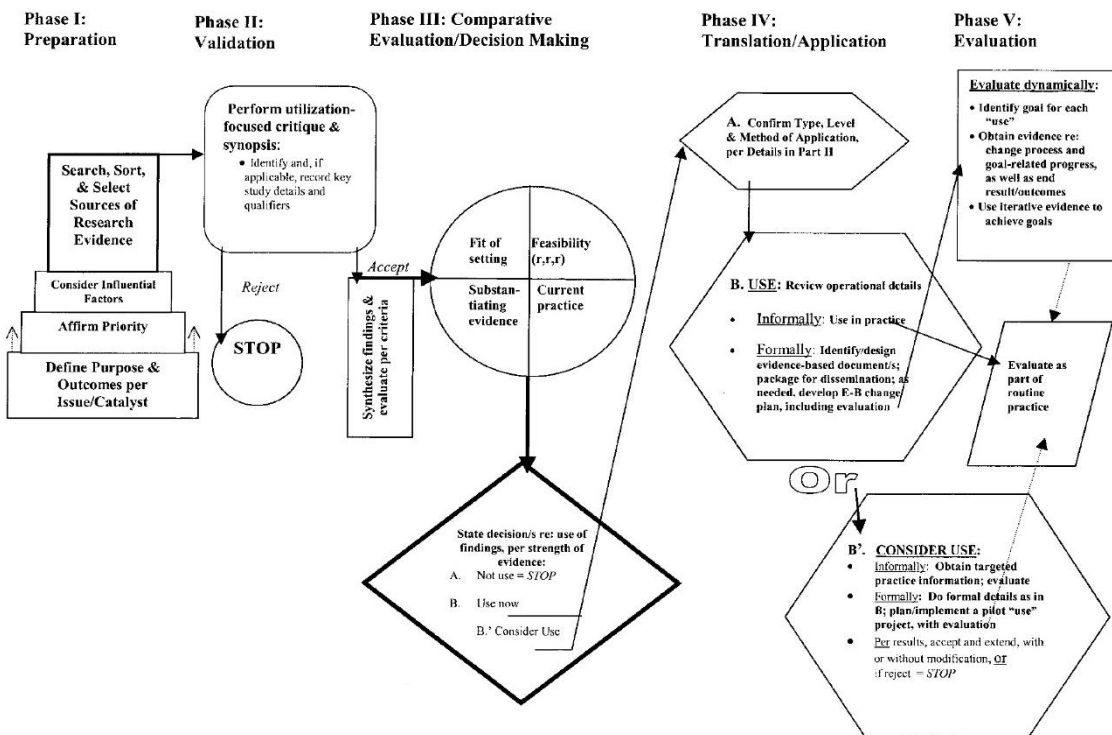 Phase I:
Preparation
Phase II:
Validation
Phase III: Comparative
Evaluation/Decision Making
Phase IV:
Translation/Application
Phase V:
Evaluation
Search, Sort,
& Select
Sources of
Research
Evidence
Consider Influential
Factors
Affirm Priority
Define Purpose &
Outcomes per
Issue/Catalyst
Perform utilization-
focused critique &
synopsis:
• Identify and, if
applicable, record key
study details and
qualifiers
Reject
STOP
Accept
Synthesize findings &
evaluate per criteria
Fit of
setting
Feasibility
(r,r,r)
Substan-
tiating
evidence
Current
practice
State decision/s re: use of
findings, per strength of
evidence:
A. Not use = STOP
B. Use now
B.' Consider Use
A. Confirm Type, Level
& Method of Application,
per Details in Part II
B. USE: Review operational details
• Informally: Use in practice
• Formally: Identify/design
evidence-based document/s;
package for dissemination; as
needed, develop E-B change
plan, including evaluation
Or
B'. CONSIDER USE:
• Informally: Obtain targeted
practice information; evaluate
• Formally: Do formal details as in
B; plan/implement a pilot “use”
project, with evaluation
• Per results, accept and extend, with
or without modification, or
if reject = STOP
Evaluate dynamically:
• Identify goal for each
“use”
• Obtain evidence re:
change process and
goal-related progress,
as well as end
result/outcomes
• Use iterative evidence to
achieve goals
Evaluate as
part of
routine
practice